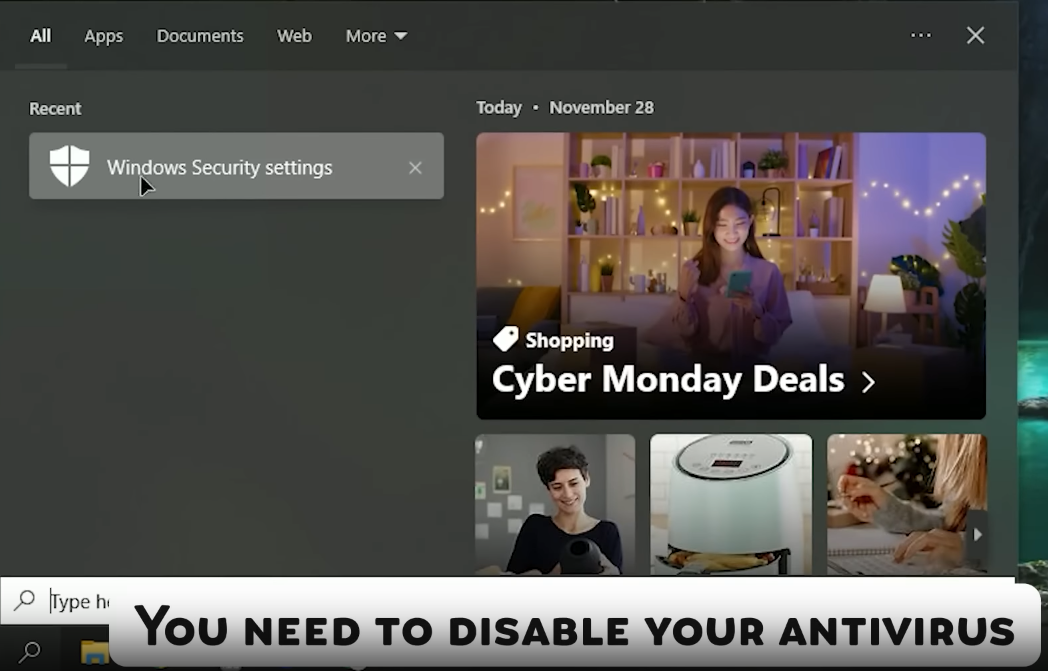 All Apps Documents Web More
Recent
Windows Security settings
Today • November 28
Shopping
Cyber Monday Deals
Type he
You need to disable your antivirus